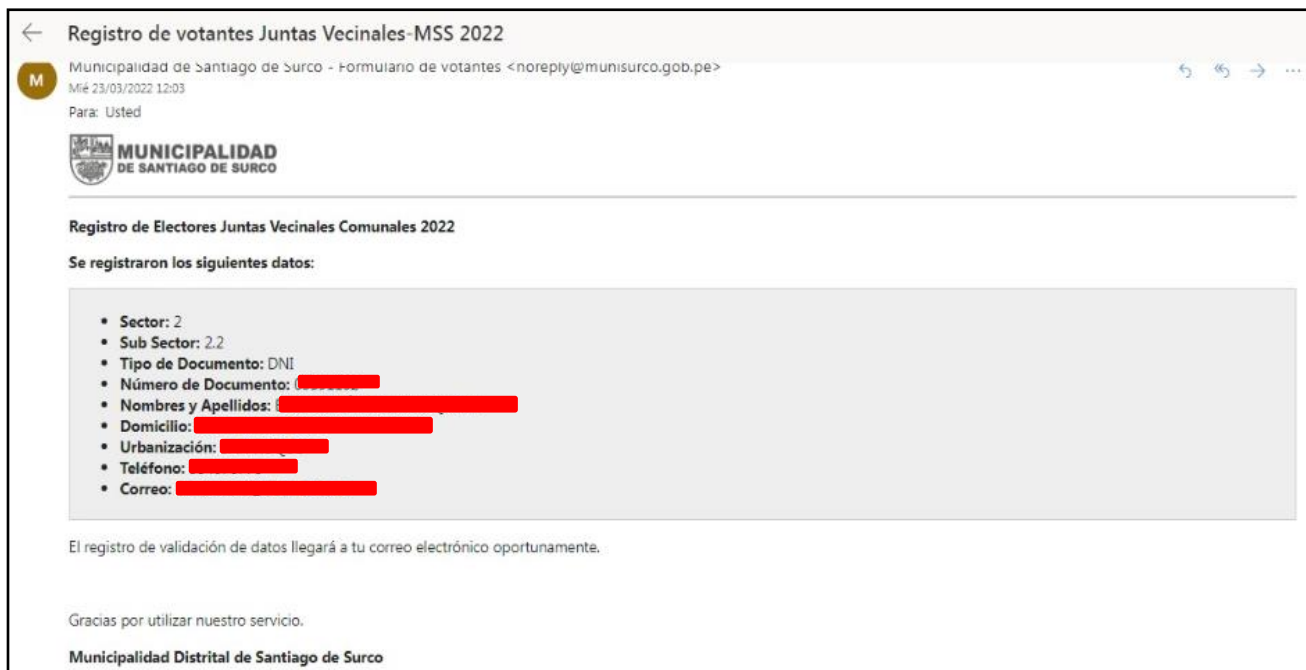 Registro de votantes Juntas Vecinales-MSS 2022
Municipalidad de Santiago de Surco - Formulario de votantes <noreply@munisurco.gob.pe>
M
Mié 23/03/2022 12:03
Para: Usted
MUNICIPALIDAD
DE SANTIAGO DE SURCO
Registro de Electores Juntas Vecinales Comunales 2022
Se registraron los siguientes datos:
• Sector: 2
• Sub Sector: 2.2
• Tipo de Documento: DNI
• Número de Documento:
• Nombres y Apellidos:
• Domicilio:
• Urbanización:
• Teléfono:
• Correo:
El registro de validación de datos llegará a tu correo electrónico oportunamente.
Gracias por utilizar nuestro servicio.
Municipalidad Distrital de Santiago de Surco